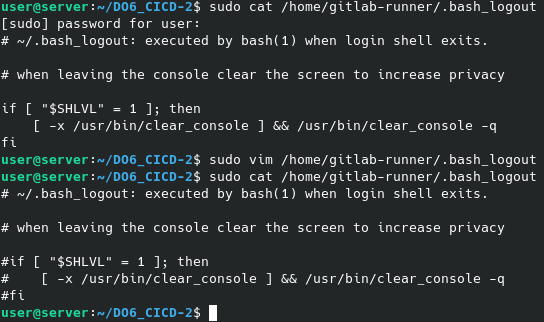 user@server:~/DO6_CICD-2$ sudo cat /home/gitlab-runner/.bash_logout
[sudo] password for user:
# ~/.bash_logout: executed by bash(1) when login shell exits.
# when leaving the console clear the screen to increase privacy
if [ "$SHLVL" = 1 ]; then
    [ -x /usr/bin/clear_console ] && /usr/bin/clear_console -q
fi
user@server:~/DO6_CICD-2$ sudo vim /home/gitlab-runner/.bash_logout
user@server:~/DO6_CICD-2$ sudo cat /home/gitlab-runner/.bash_logout
# ~/.bash_logout: executed by bash(1) when login shell exits.
# when leaving the console clear the screen to increase privacy
#if [ "$SHLVL" = 1 ]; then
#    [ -x /usr/bin/clear_console ] && /usr/bin/clear_console -q
#fi
user@server:~/DO6_CICD-2$